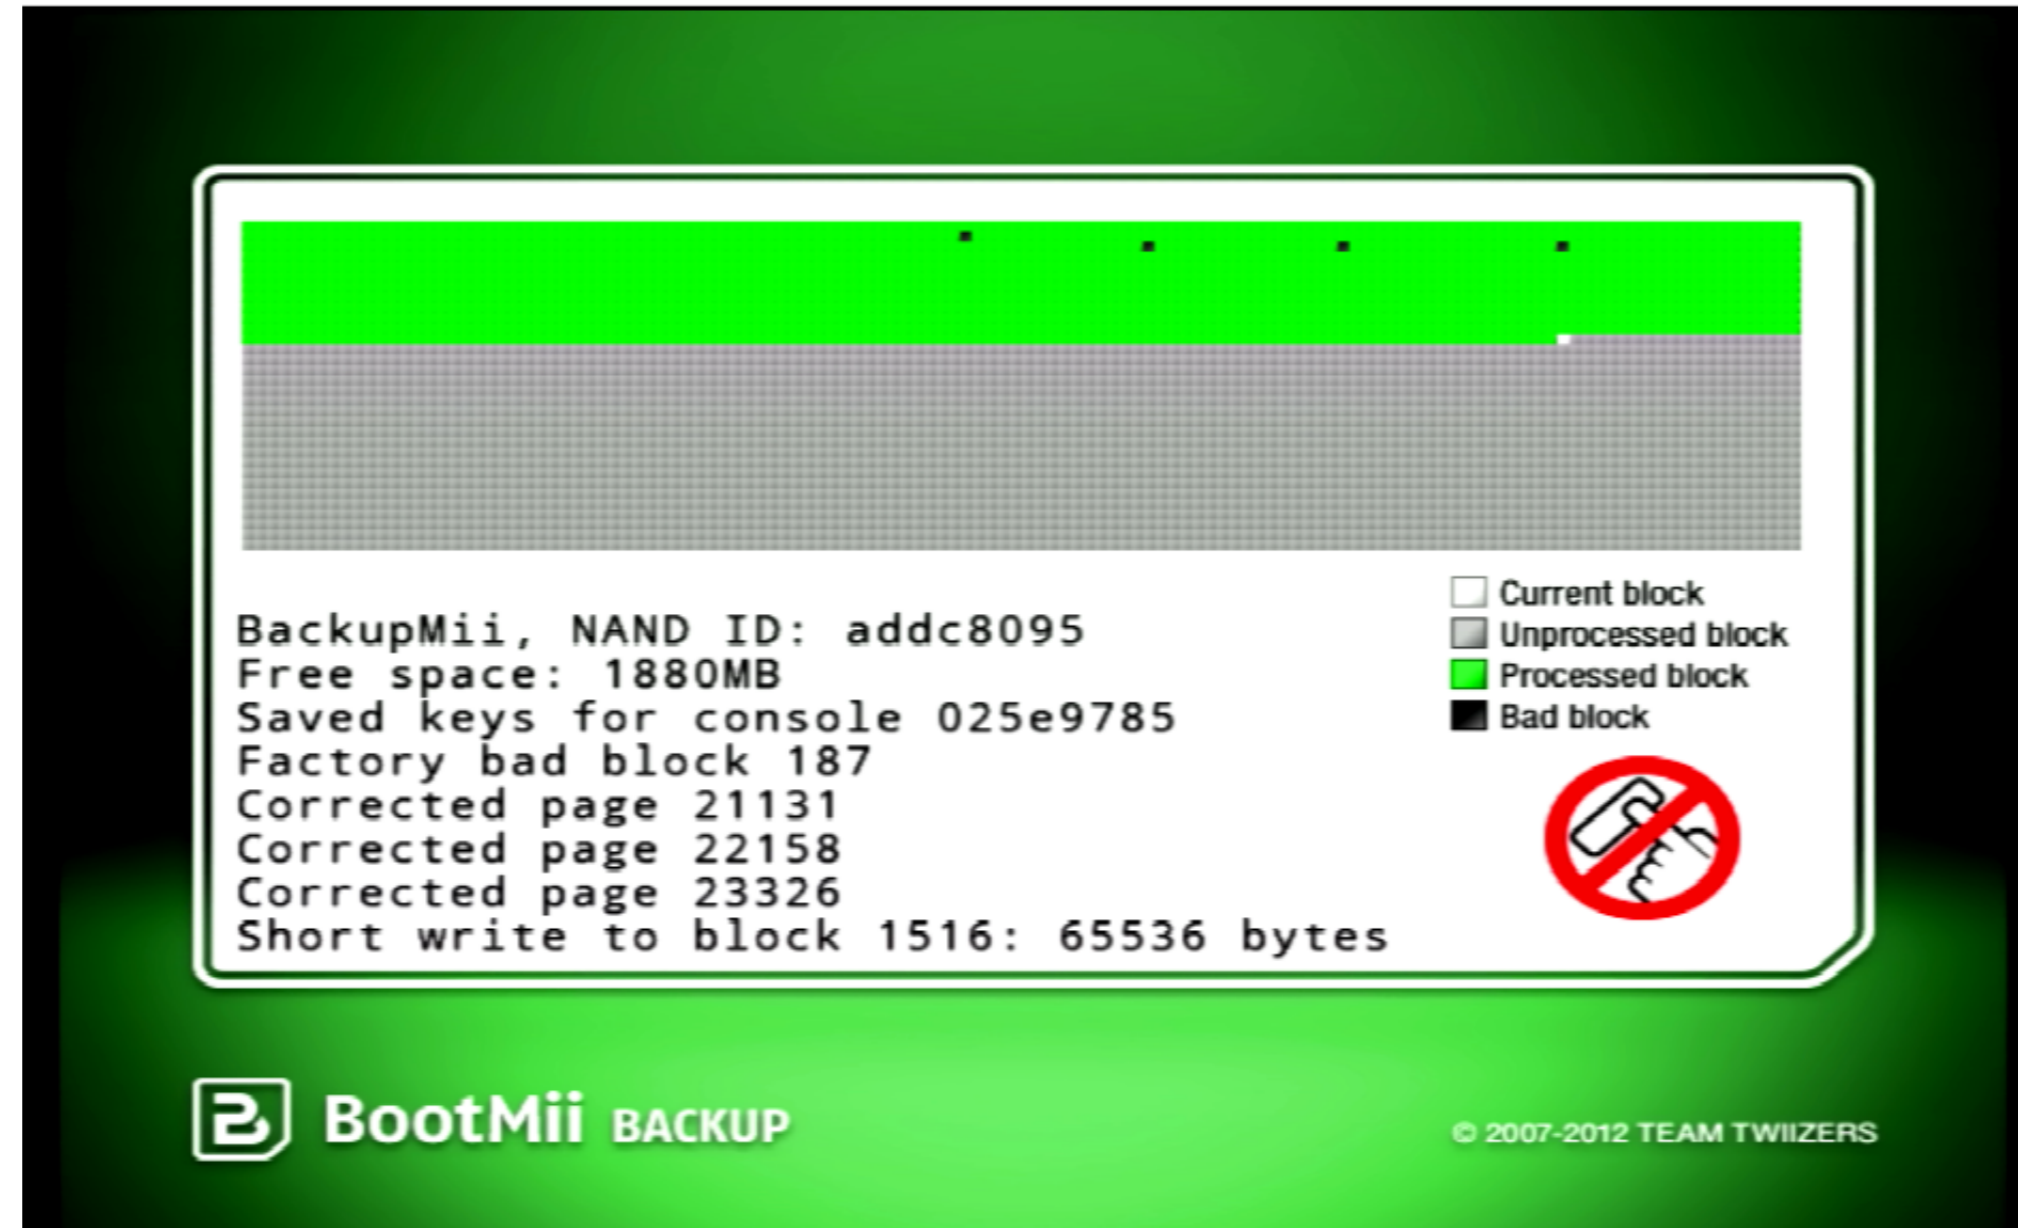 BackupMii, NAND ID: addc8095
Free space: 1880MB
Saved keys for console 025e9785
Factory bad block 187
Corrected page 21131
Corrected page 22158
Corrected page 23326
Short write to block 1516: 65536 bytes
Current block
Unprocessed block
Processed block
Bad block
BootMii BACKUP
© 2007-2012 TEAM TWIIZERS